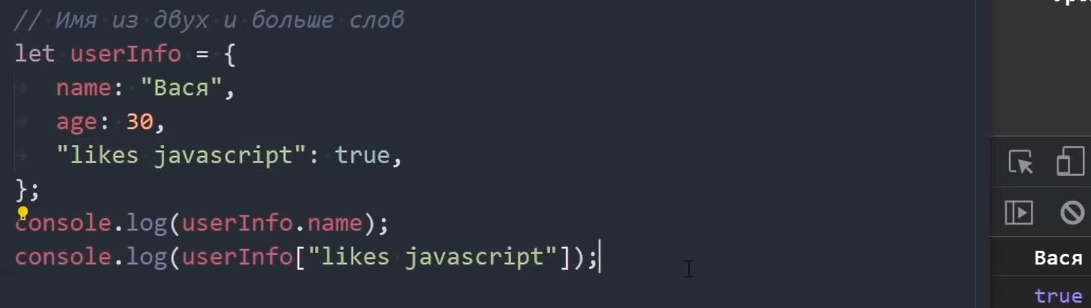 // Имя из двух и больше слов
let userInfo = {
name: "Вася",
age: 30,
"likes javascript": true,
};
console.log(userInfo.name);
console.log(userInfo["likes javascript"]);
Вася
true